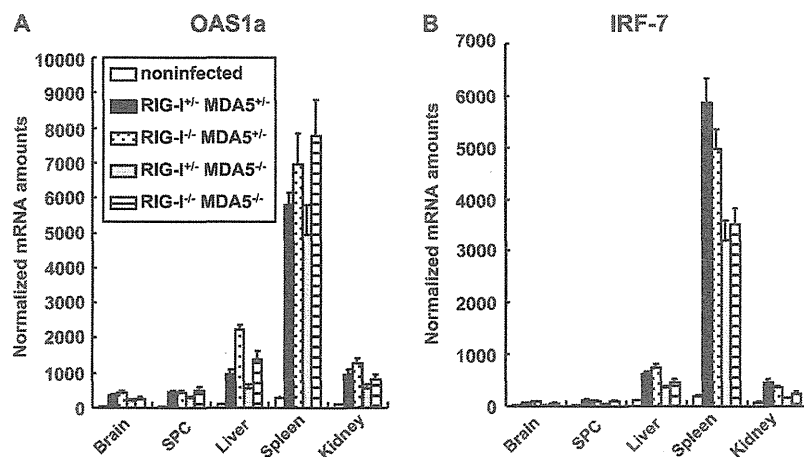 A
OAS1a
10000
9000
8000
7000
6000
5000
4000
3000
2000
1000
0
Normalized mRNA amounts
noninfected
RIG-I+/- MDA5+/-
RIG-I-/- MDA5+/-
RIG-I+/- MDA5-/-
RIG-I-/- MDA5-/-
Brain
SPC
Liver
Spleen
Kidney
B
IRF-7
7000
6000
5000
4000
3000
2000
1000
0
Normalized mRNA amounts
Brain
SPC
Liver
Spleen
Kidney